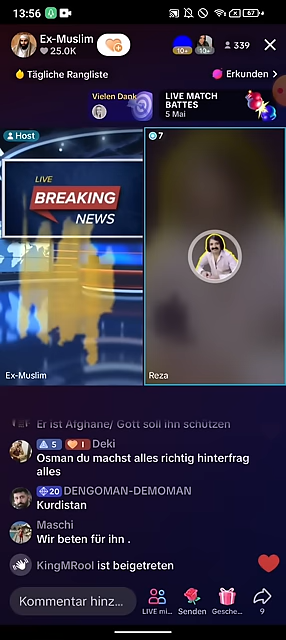 13:56
67
Ex-Muslim
25.0K
10+
10+
339
Tägliche Rangliste
Erkunden
Vielen Dank
LIVE MATCH
BATTES
5 Mai
Host
7
LIVE
BREAKING
NEWS
Ex-Muslim
Reza
Er ist Afghane/ Gott soll ihn schützen
5
1
Deki
Osman du machst alles richtig hinterfrag
alles
20
DENGOMAN-DEMOMAN
Kurdistan
Maschi
Wir beten für ihn .
KingMRool ist beigetreten
Kommentar hinz...
LIVE mi...
Senden
Gesche...
9